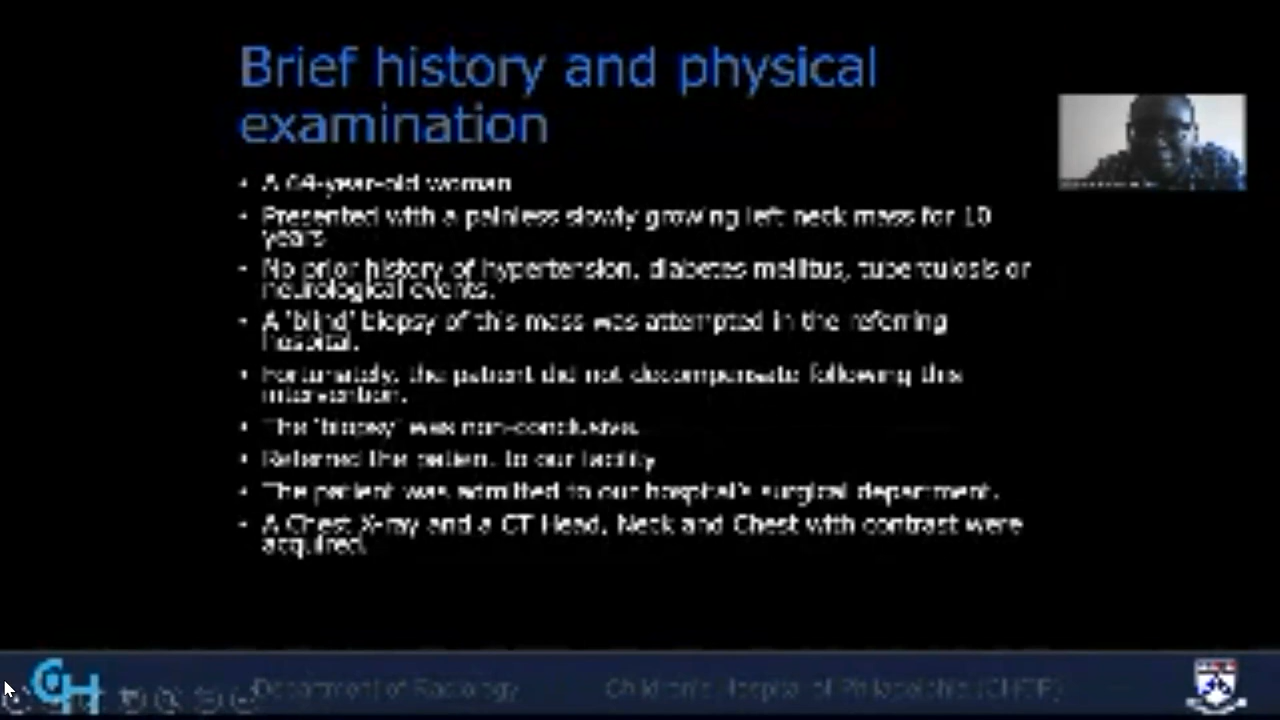 Brief history and physical
examination
• A 64-year-old woman
• Presented with a painless slowly growing left neck mass for 10
years
• No prior history of hypertension, diabetes mellitus, tuberculosis or
neurological events.
• A 'blind' biopsy of this mass was attempted in the referring
hospital.
• Fortunately, the patient did not decompensate following this
intervention.
• The 'biopsy' was non-conclusive.
• Referred the patient to our facility
• The patient was admitted to our hospital's surgical department.
• A Chest X-ray and a CT Head, Neck and Chest with contrast were
acquired.
Department of Radiology Children's Hospital of Philadelphia (CHOP)